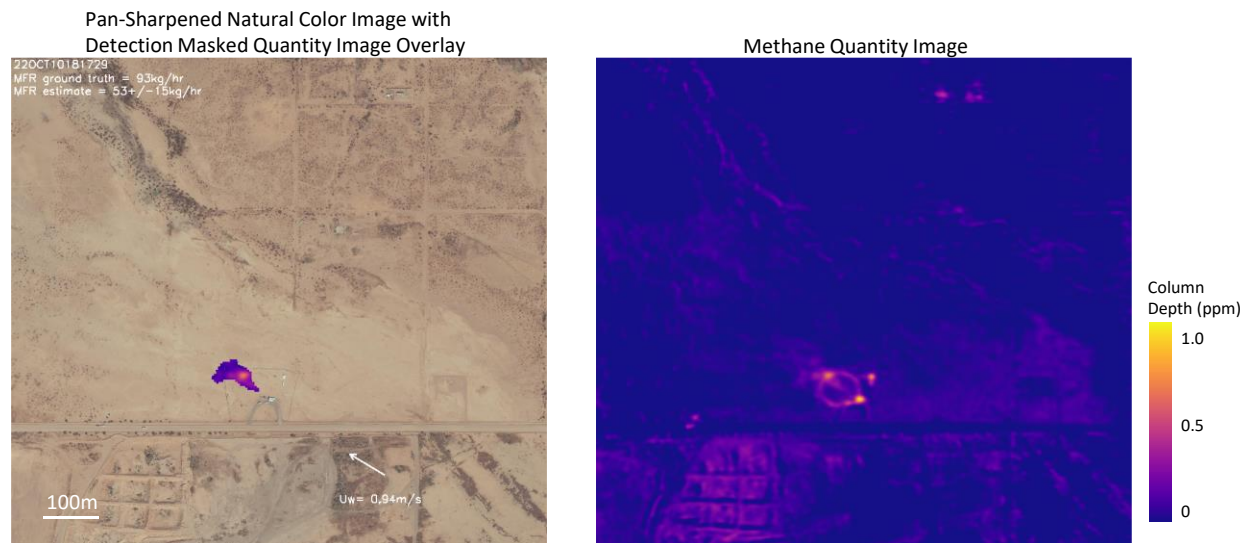 Pan-Sharpened Natural Color Image with
Detection Masked Quantity Image Overlay
22OCT10181729
MFR ground truth = 93kg/hr
MFR estimate = 53+/-15kg/hr
Uw= 0.94m/s
100m
Methane Quantity Image
Column
Depth (ppm)
1.0
0.5
0